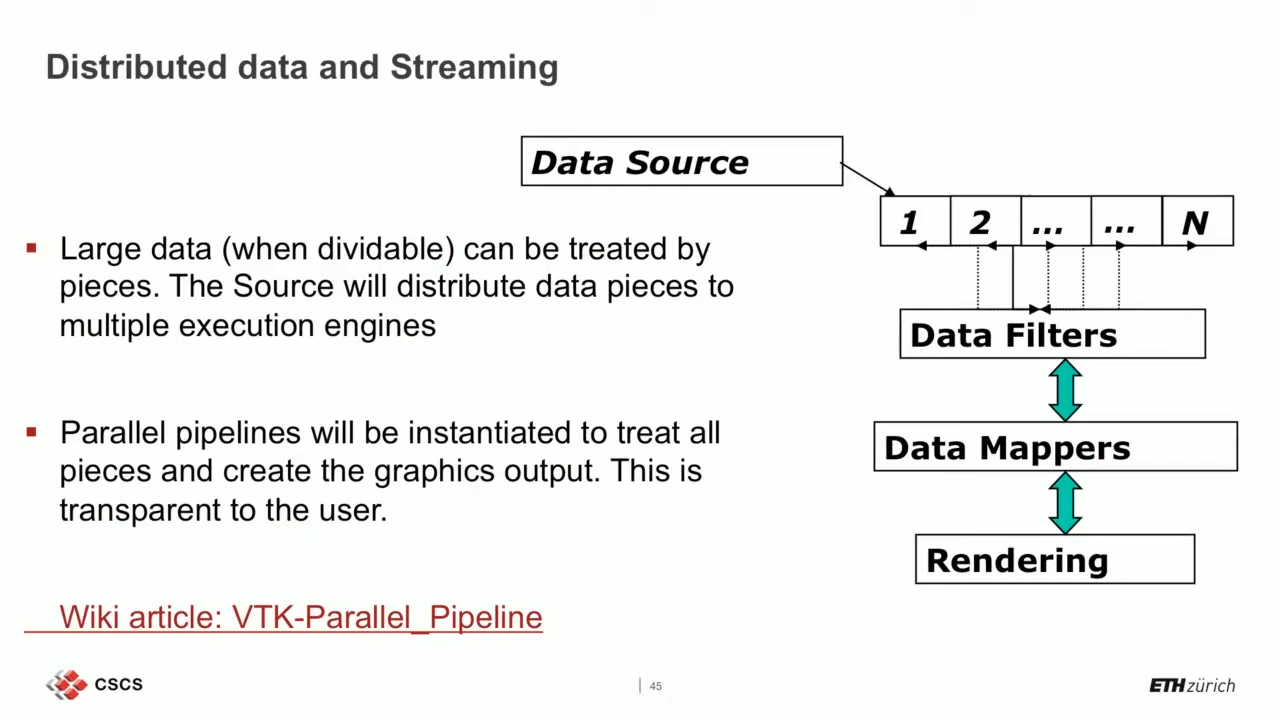 Distributed data and Streaming
Data Source
1 2 ... ... N
▪ Large data (when dividable) can be treated by
pieces. The Source will distribute data pieces to
multiple execution engines
Data Filters
▪ Parallel pipelines will be instantiated to treat all
pieces and create the graphics output. This is
transparent to the user.
Data Mappers
Rendering
Wiki article: VTK-Parallel_Pipeline
CSCS
45
ETH zürich